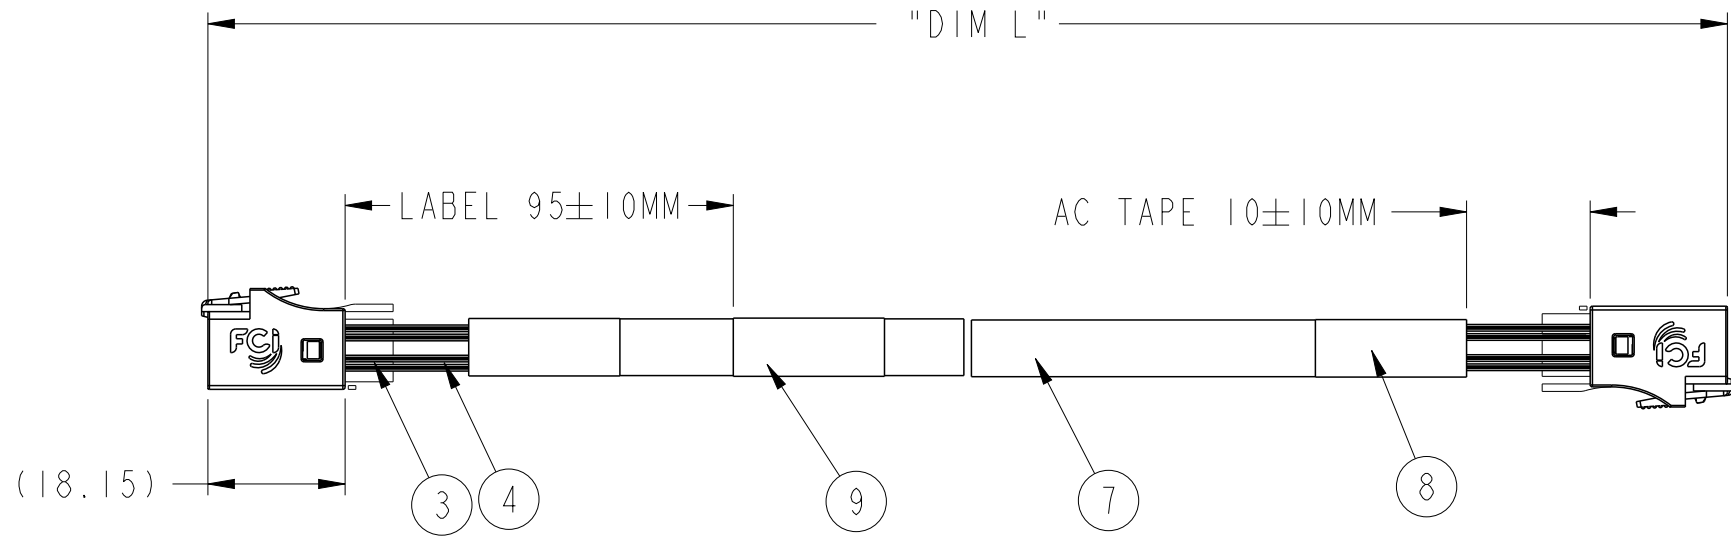 "DIM L"
LABEL 95±10MM
AC TAPE 10±10MM
FCI
FCI
(18.15)
3
4
9
7
8